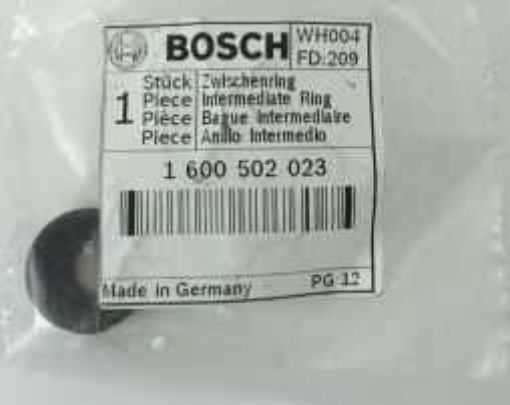 BOSCH WH004
FD:209
1 Stück Zwischenring
Piece Intermediate Ring
Pièce Bague Intermediaire
Piece Anillo Intermedio
1 600 502 023
Made in Germany PG 12